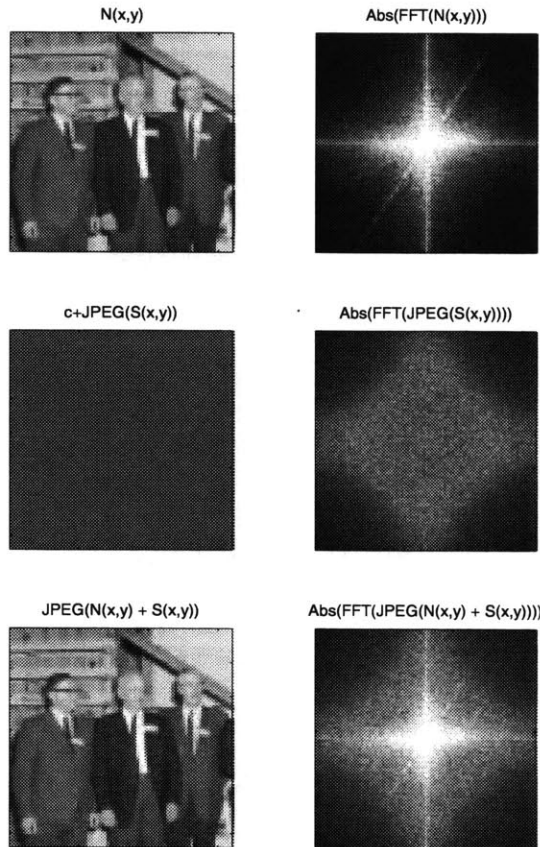 N(x,y)
Abs(FFT(N(x,y)))
c+JPEG(S(x,y))
Abs(FFT(JPEG(S(x,y))))
JPEG(N(x,y) + S(x,y))
Abs(FFT(JPEG(N(x,y) + S(x,y))))